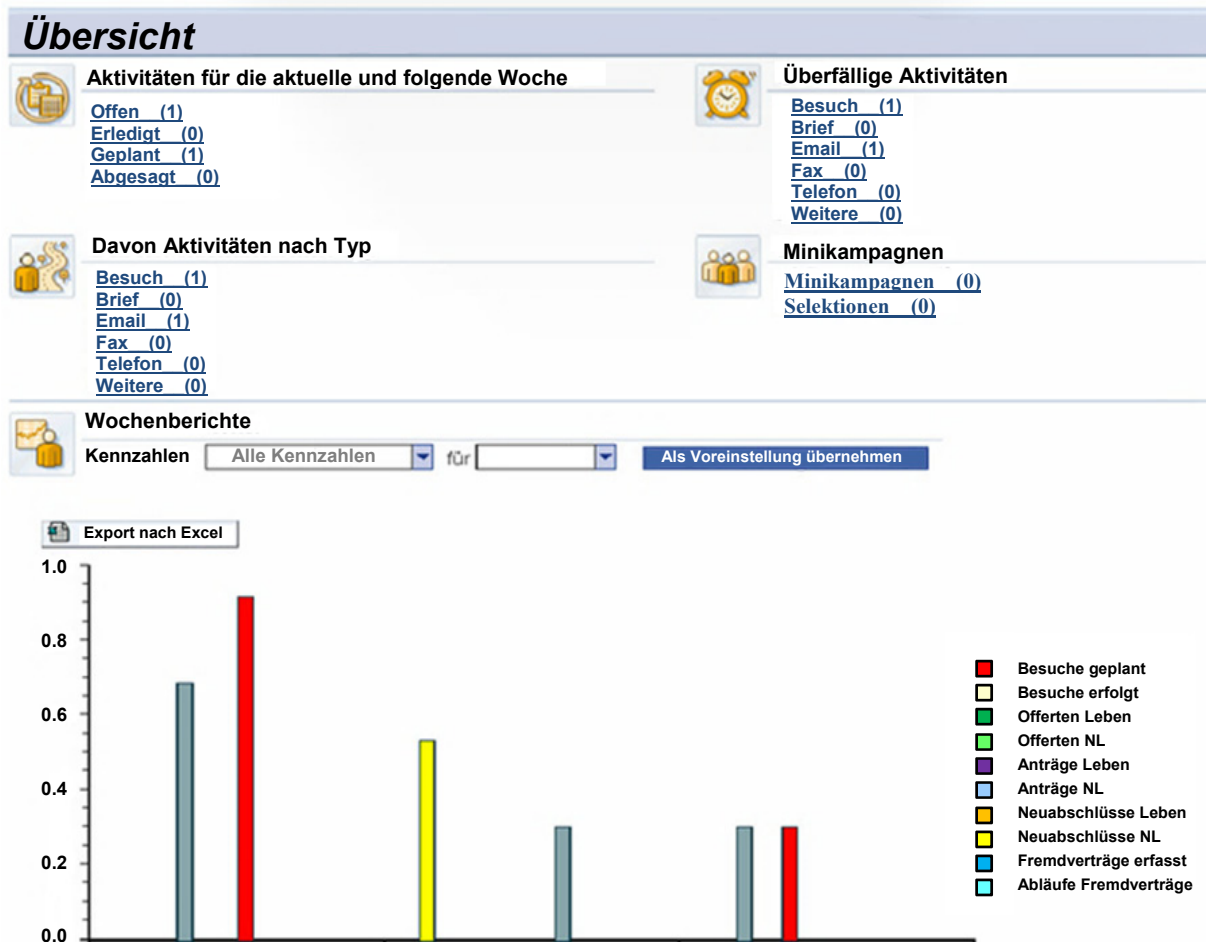 Übersicht
Aktivitäten für die aktuelle und folgende Woche
Offen (1)
Erledigt (0)
Geplant (1)
Abgesagt (0)
Überfällige Aktivitäten
Besuch (1)
Brief (0)
Email (1)
Fax (0)
Telefon (0)
Weitere (0)
Davon Aktivitäten nach Typ
Besuch (1)
Brief (0)
Email (1)
Fax (0)
Telefon (0)
Weitere (0)
Minikampagnen
Minikampagnen (0)
Selektionen (0)
Wochenberichte
Kennzahlen Alle Kennzahlen für Als Voreinstellung übernehmen
Export nach Excel
1.0
0.8
0.6
0.4
0.2
0.0
Besuche geplant
Besuche erfolgt
Offerten Leben
Offerten NL
Anträge Leben
Anträge NL
Neuabschlüsse Leben
Neuabschlüsse NL
Fremdverträge erfasst
Abläufe Fremdverträge